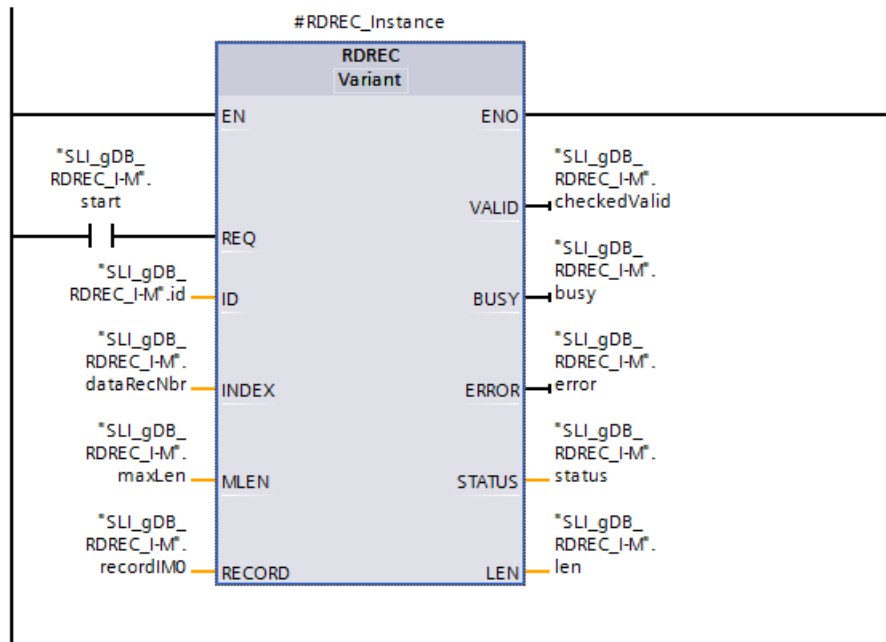 #RDREC_Instance
RDREC
Variant
EN
ENO
"SLI_gDB_
RDREC_I-M".
start
REQ
"SLI_gDB_
RDREC_I-M".
checkedValid
VALID
"SLI_gDB_
RDREC_I-M".id
ID
"SLI_gDB_
RDREC_I-M".
busy
BUSY
"SLI_gDB_
RDREC_I-M".
dataRecNbr
INDEX
"SLI_gDB_
RDREC_I-M".
error
ERROR
"SLI_gDB_
RDREC_I-M".
maxLen
MLEN
"SLI_gDB_
RDREC_I-M".
status
STATUS
"SLI_gDB_
RDREC_I-M".
recordIM0
RECORD
"SLI_gDB_
RDREC_I-M".
len
LEN